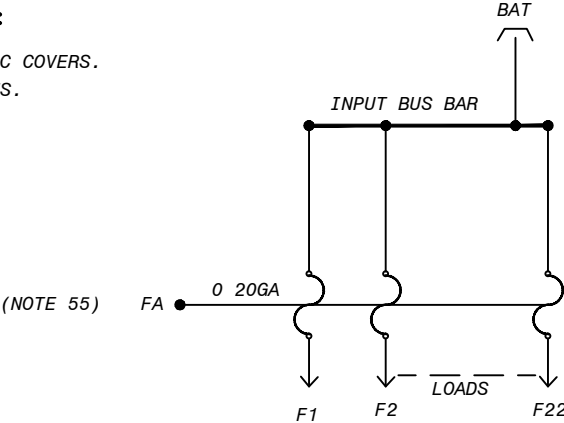 BAT
C COVERS.
S.
INPUT BUS BAR
0 20GA
(NOTE 55) FA
LOADS
F1 F2 F22